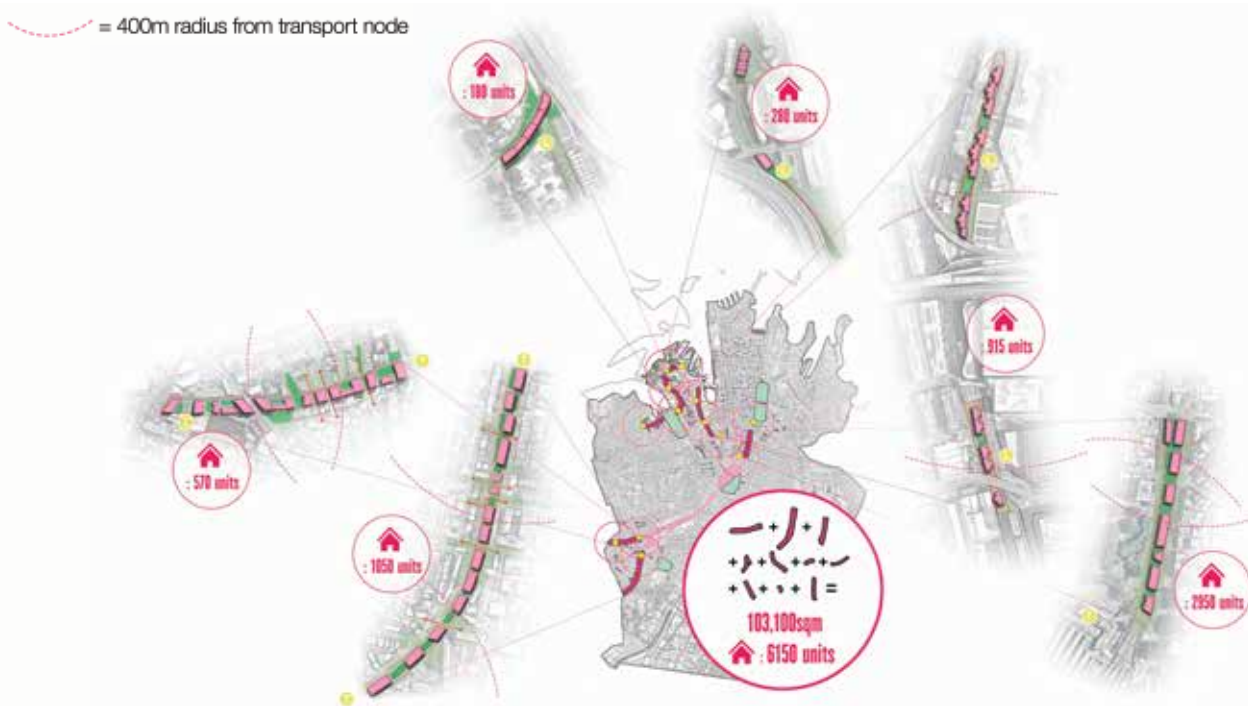 = 400m radius from transport node
: 180 units
: 280 units
: 915 units
: 570 units
: 1050 units
: 2950 units
+ +
+ + + +
+ + + =
103,100sqm
: 6150 units